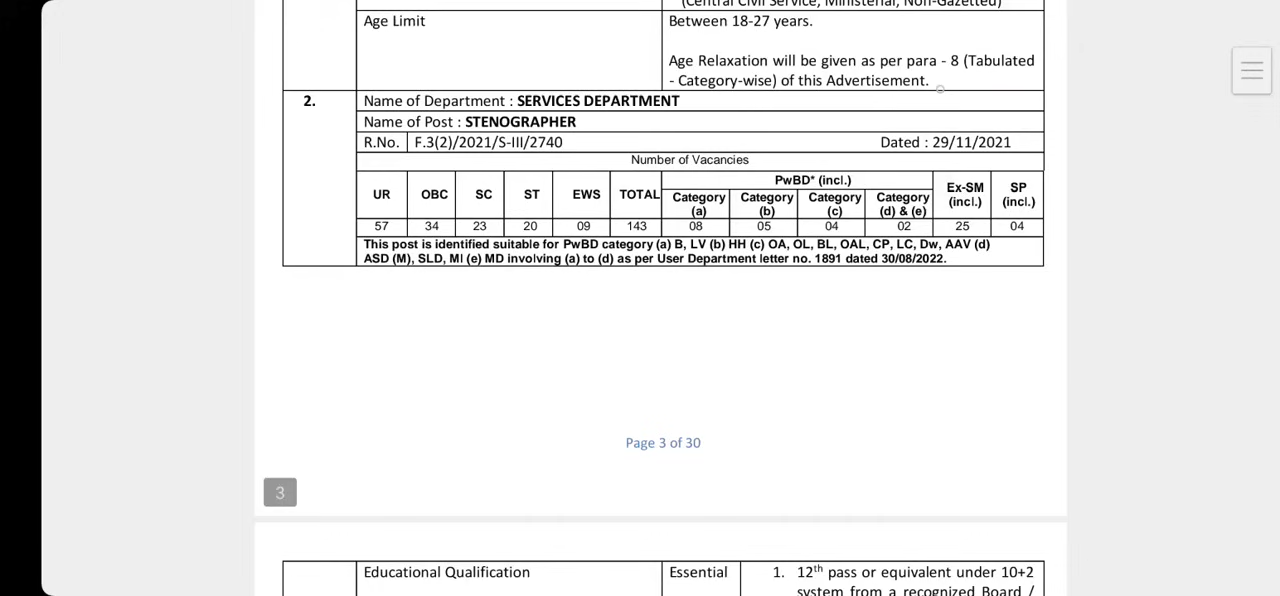 (Central Civil Service, Ministerial, Non-Gazetted)
Age Limit Between 18-27 years.
Age Relaxation will be given as per para - 8 (Tabulated
- Category-wise) of this Advertisement.
2. Name of Department : SERVICES DEPARTMENT
Name of Post : STENOGRAPHER
R.No. F.3(2)/2021/S-III/2740 Dated : 29/11/2021
Number of Vacancies
UR OBC SC ST EWS TOTAL PwBD* (incl.) Ex-SM (incl.) SP (incl.)
Category (a) Category (b) Category (c) Category (d) & (e)
57 34 23 20 09 143 08 05 04 02 25 04
This post is identified suitable for PwBD category (a) B, LV (b) HH (c) OA, OL, BL, OAL, CP, LC, Dw, AAV (d)
ASD (M), SLD, MI (e) MD involving (a) to (d) as per User Department letter no. 1891 dated 30/08/2022.
Page 3 of 30
3
Educational Qualification Essential 1. 12th pass or equivalent under 10+2
system from a recognized Board /